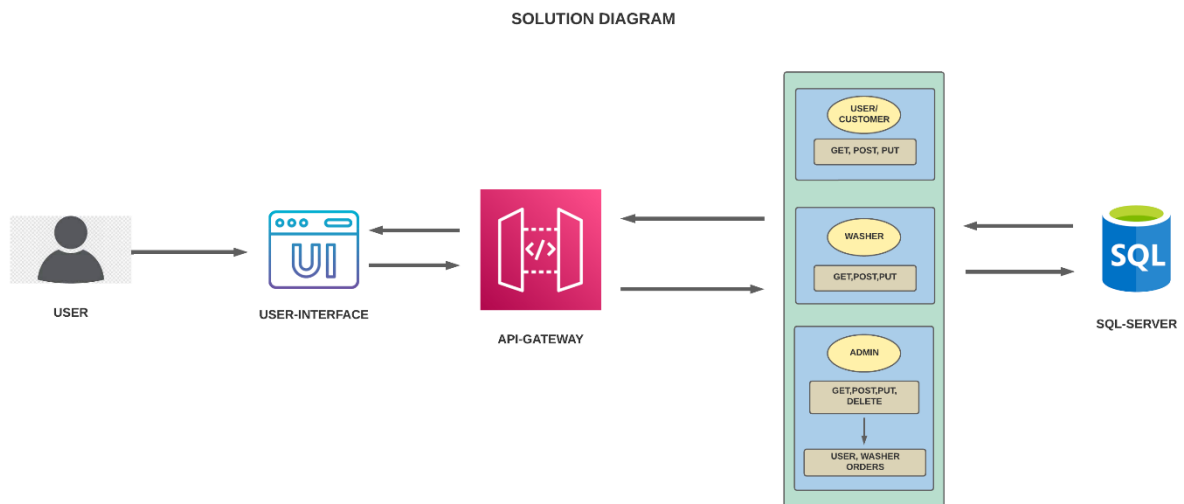 SOLUTION DIAGRAM
USER/
CUSTOMER
GET, POST, PUT
WASHER
GET,POST,PUT
ADMIN
GET,POST,PUT,
DELETE
USER, WASHER
ORDERS
USER
UI
USER-INTERFACE
</>
API-GATEWAY
SQL
SQL-SERVER